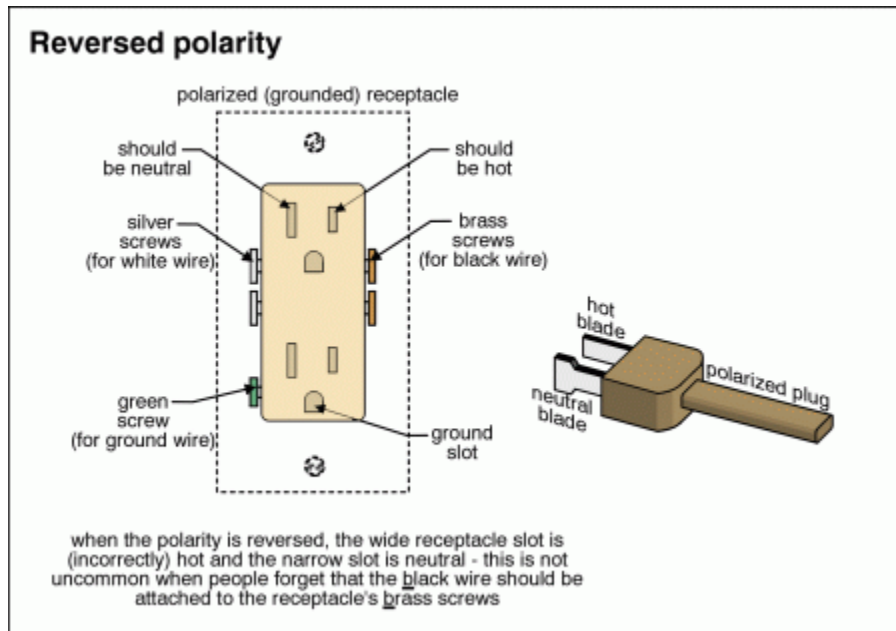 Reversed polarity
polarized (grounded) receptacle
should
be neutral
should
be hot
silver
screws
(for white wire)
brass
screws
(for black wire)
hot
blade
neutral
blade
polarized plug
green
screw
(for ground wire)
ground
slot
when the polarity is reversed, the wide receptacle slot is
(incorrectly) hot and the narrow slot is neutral - this is not
uncommon when people forget that the black wire should be
attached to the receptacle's brass screws